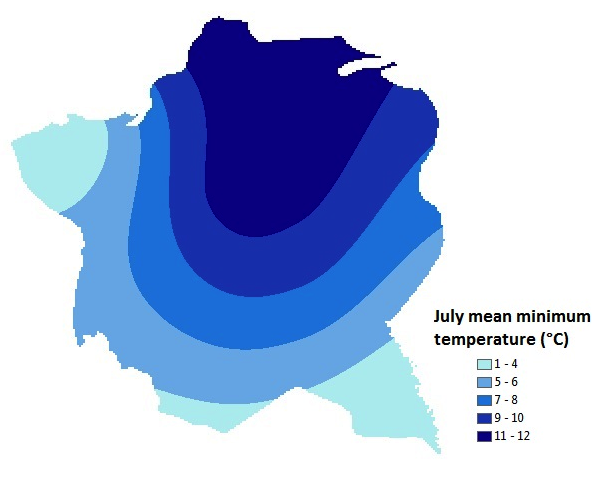 July mean minimum
temperature (°C)
1 - 4
5 - 6
7 - 8
9 - 10
11 - 12